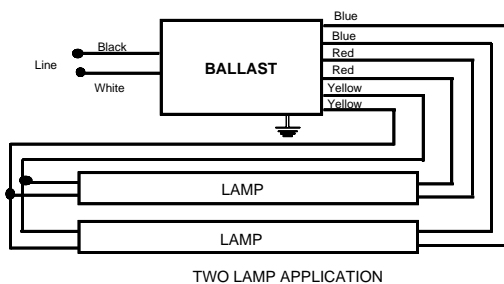 Blue
Blue
Black
Red
Line
BALLAST
Red
White
Yellow
Yellow
LAMP
LAMP
TWO LAMP APPLICATION